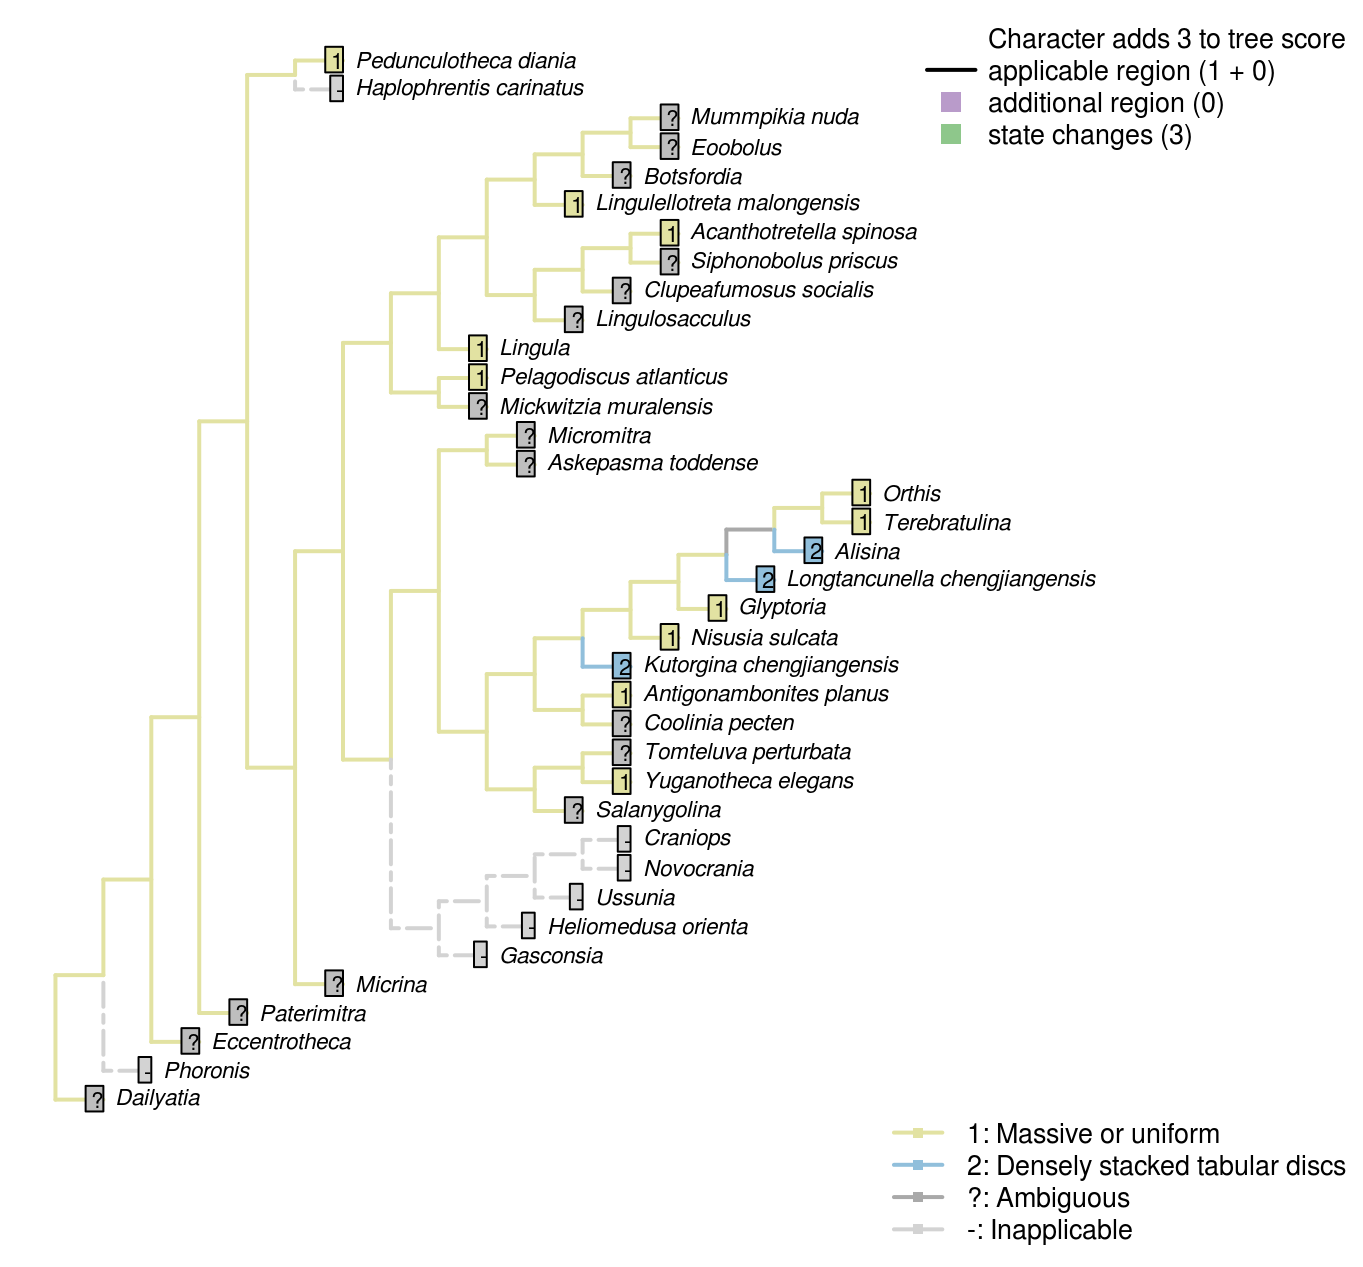 Character adds 3 to tree score
applicable region (1 + 0)
additional region (0)
state changes (3)
1 Pedunculotheca diania
- Haplophrentis carinatus
? Mummpikia nuda
? Eoobolus
? Botsfordia
1 Lingulellotreta malongensis
1 Acanthotretella spinosa
? Siphonobolus priscus
? Clupeafumosus socialis
? Lingulosacculus
1 Lingula
1 Pelagodiscus atlanticus
? Mickwitzia muralensis
? Micromitra
? Askepasma toddense
1 Orthis
1 Terebratulina
2 Alisina
2 Longtancunella chengjiangensis
1 Glyptoria
1 Nisusia sulcata
2 Kutorgina chengjiangensis
1 Antigonambonites planus
? Coolinia pecten
? Tomteluva perturbata
1 Yuganotheca elegans
? Salanygolina
- Craniops
- Novocrania
- Ussunia
- Heliomedusa orienta
- Gasconsia
? Micrina
? Paterimitra
? Eccentrotheca
- Phoronis
? Dailyatia
1: Massive or uniform
2: Densely stacked tabular discs
?: Ambiguous
-: Inapplicable